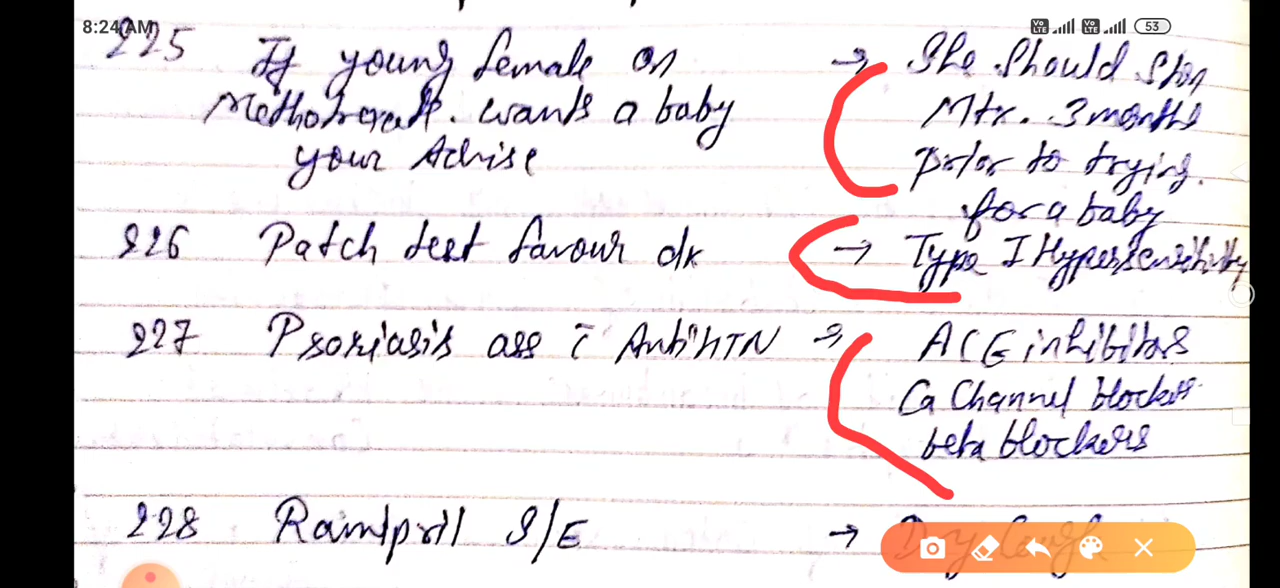 8:24 AM 53
225 If young female on → She should stop
Methotrexate. wants a baby Mtx. 3 months
your Advise prior to trying.
for a baby
226 Patch test favour dx → Type I Hypersensitivity
227 Psoriasis ass c̄ Anti HTN → ACE inhibitors
Ca Channel blockers
beta blockers
228 Ramipril S/E → Dry Cough